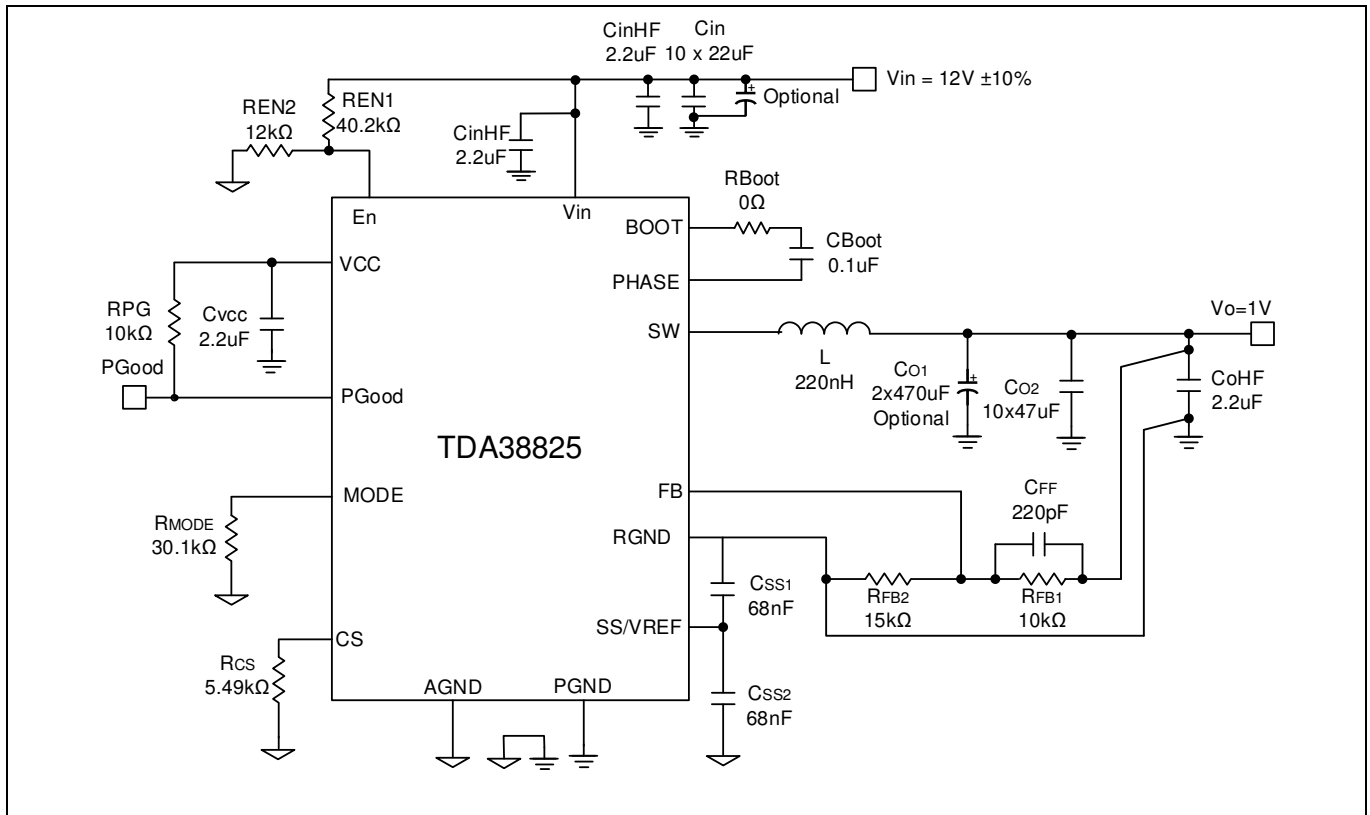 CinHF
2.2uF
Cin
10 x 22uF
Vin = 12V ±10%
Optional
REN2
12kΩ
REN1
40.2kΩ
CinHF
2.2uF
En
Vin
RBoot
0Ω
BOOT
CBoot
0.1uF
PHASE
VCC
RPG
10kΩ
Cvcc
2.2uF
PGood
PGood
SW
L
220nH
Vo=1V
CO1
2x470uF
Optional
CO2
10x47uF
CoHF
2.2uF
TDA38825
MODE
RMODE
30.1kΩ
FB
CFF
220pF
RGND
CSS1
68nF
RFB2
15kΩ
RFB1
10kΩ
SS/VREF
CS
RCS
5.49kΩ
AGND
PGND
CSS2
68nF